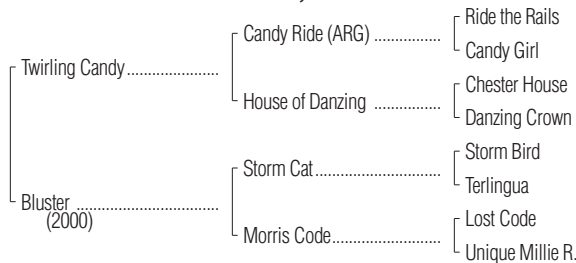 Ride the Rails
Candy Ride (ARG) ................
Candy Girl
Twirling Candy ......................
Chester House
House of Danzing ................
Danzing Crown
Storm Bird
Storm Cat..............................
Terlingua
Bluster ...................................
(2000)
Lost Code
Morris Code..........................
Unique Millie R.